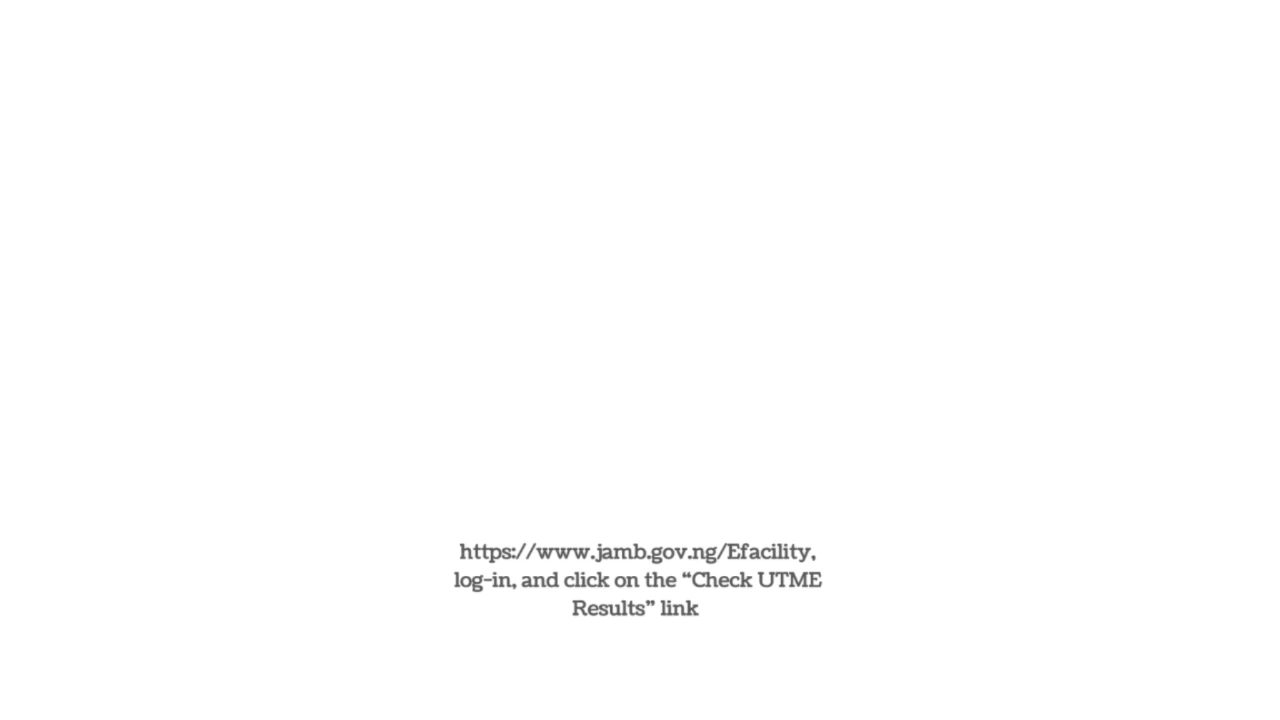 https://www.jamb.gov.ng/Efacility,
log-in, and click on the “Check UTME
Results” link